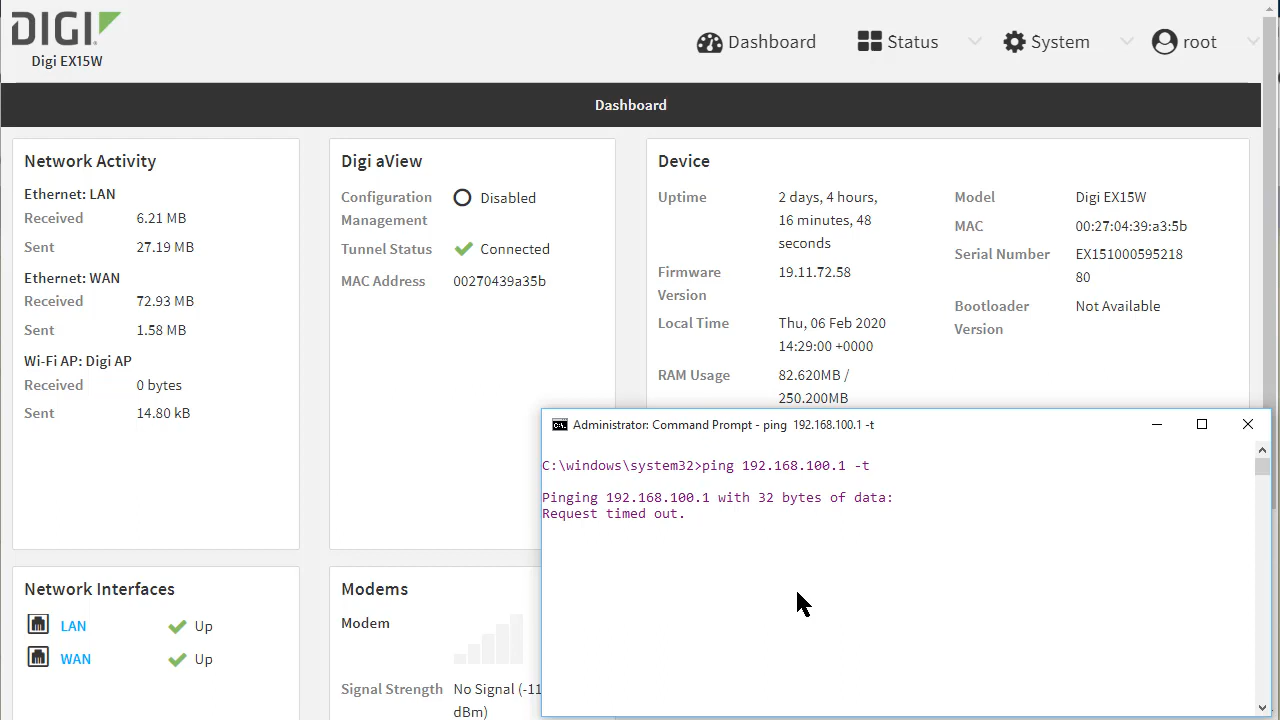 DIGI
Digi EX15W
Dashboard
Status
System
root
Dashboard
Network Activity
Ethernet: LAN
Received 6.21 MB
Sent 27.19 MB
Ethernet: WAN
Received 72.93 MB
Sent 1.58 MB
Wi-Fi AP: Digi AP
Received 0 bytes
Sent 14.80 kB
Digi aView
Configuration
Management
Disabled
Tunnel Status Connected
MAC Address 00270439a35b
Device
Uptime 2 days, 4 hours,
16 minutes, 48
seconds
Firmware
Version
19.11.72.58
Local Time Thu, 06 Feb 2020
14:29:00 +0000
RAM Usage 82.620MB /
250.200MB
Model Digi EX15W
MAC 00:27:04:39:a3:5b
Serial Number EX151000595218
80
Bootloader
Version
Not Available
Network Interfaces
LAN Up
WAN Up
Modems
Modem
Signal Strength No Signal (-11
dBm)
C:\.
Administrator: Command Prompt - ping 192.168.100.1 -t
C:\windows\system32>ping 192.168.100.1 -t
Pinging 192.168.100.1 with 32 bytes of data:
Request timed out.